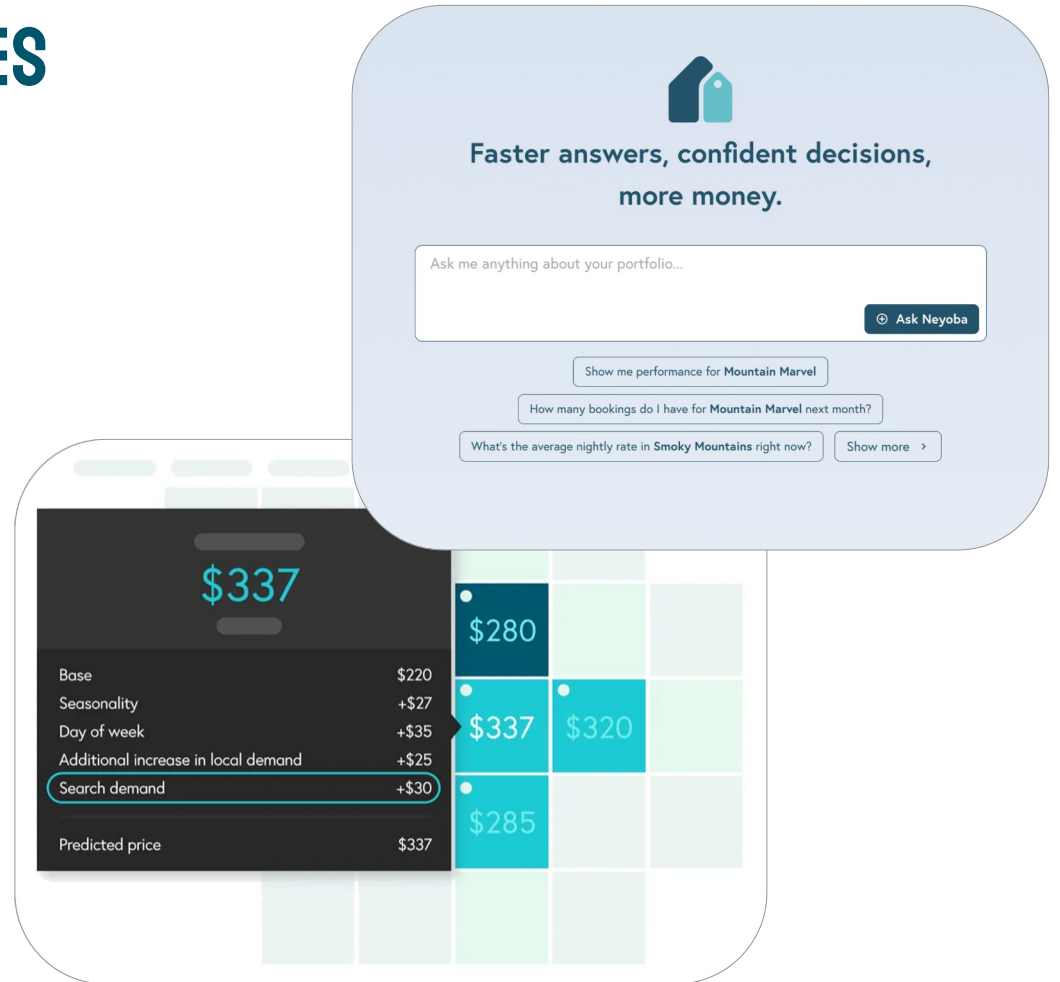 ES
Faster answers, confident decisions,
more money.
Ask me anything about your portfolio...
Ask Neyoba
Show me performance for Mountain Marvel
How many bookings do I have for Mountain Marvel next month?
What's the average nightly rate in Smoky Mountains right now?
Show more >
$337
Base $220
Seasonality +$27
Day of week +$35
Additional increase in local demand +$25
Search demand +$30
Predicted price $337
$280
$337 $320
$285